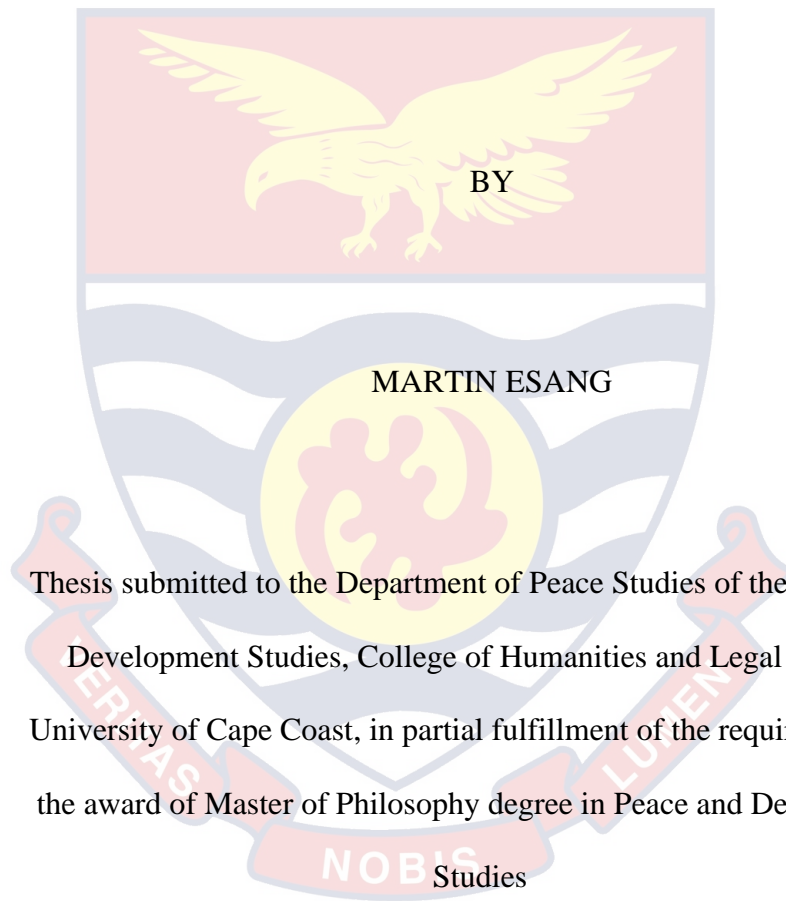 BY
MARTIN ESANG
Thesis submitted to the Department of Peace Studies of the
Development Studies, College of Humanities and Legal
University of Cape Coast, in partial fulfillment of the requi
the award of Master of Philosophy degree in Peace and De
Studies
VERITAS
NOBIS
LUMEN